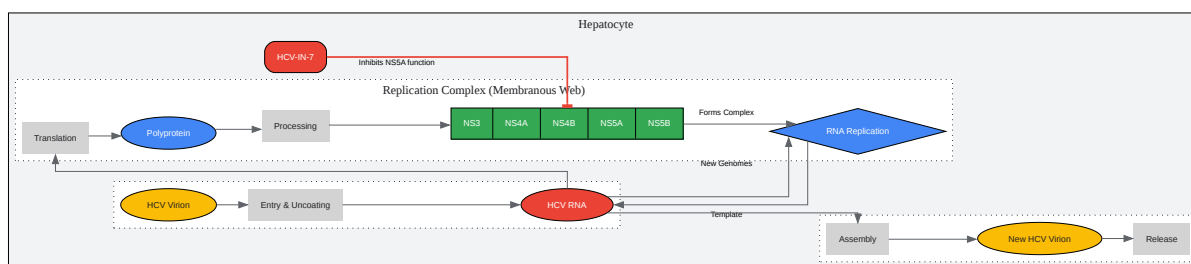 Hepatocyte
HCV-IN-7
Inhibits NS5A function
Replication Complex (Membranous Web)
Translation
Polyprotein
Processing
NS3
NS4A
NS4B
NS5A
NS5B
Forms Complex
RNA Replication
New Genomes
HCV Virion
Entry & Uncoating
HCV RNA
Template
Assembly
New HCV Virion
Release